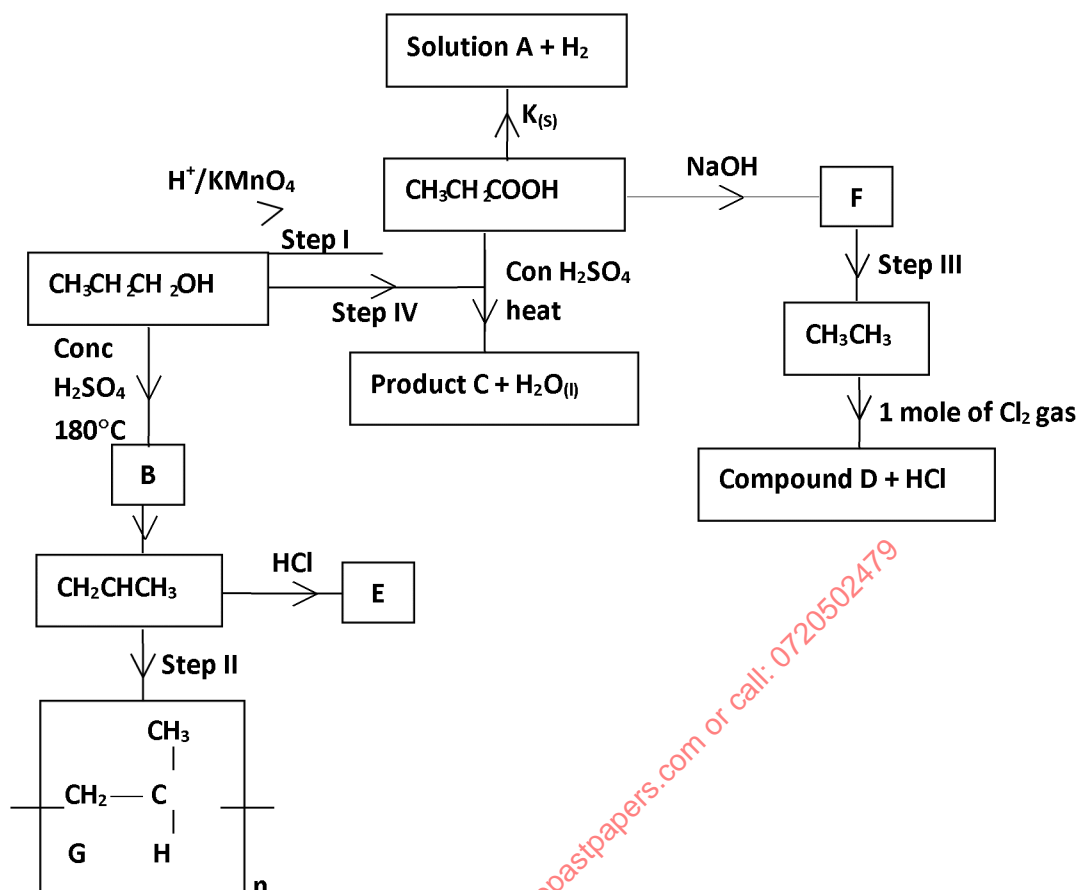 Solution A + H₂
K(s)
H⁺/KMnO₄
CH₃CH₂COOH
NaOH
F
Step I
CH₃CH₂CH₂OH
Step IV
Con H₂SO₄
heat
Step III
CH₃CH₃
Conc
H₂SO₄
180°C
Product C + H₂O(l)
1 mole of Cl₂ gas
B
Compound D + HCl
CH₂CHCH₃
HCl
E
Step II
CH₃
CH₂ C
G H
n
pastpapers.com or call: 0720502479